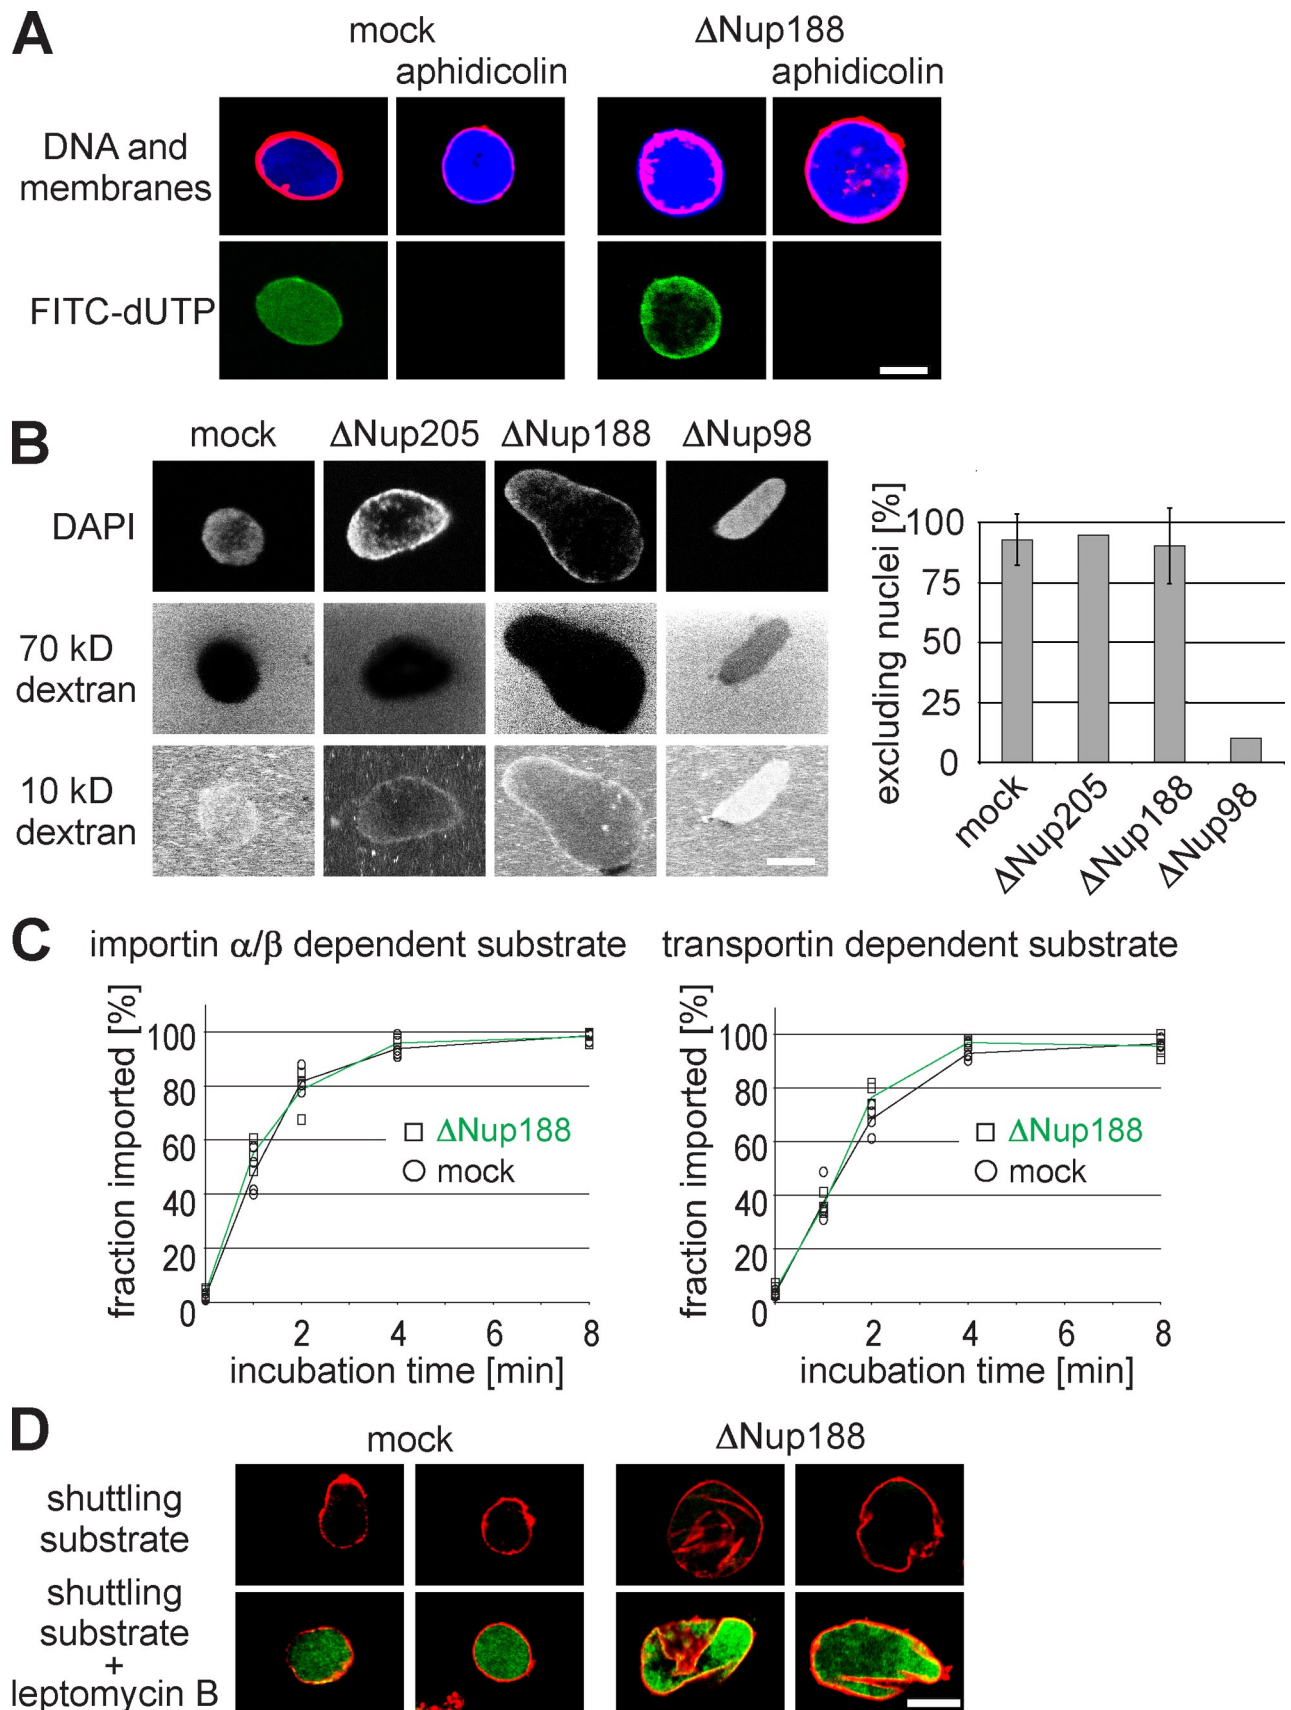 A
mock
ΔNup188
aphidicolin
aphidicolin
DNA and
membranes
FITC-dUTP
B
mock
ΔNup205
ΔNup188
ΔNup98
DAPI
70 kD
dextran
10 kD
dextran
excluding nuclei [%]
100
75
50
25
0
mock
ΔNup205
ΔNup188
ΔNup98
C
importin α/β dependent substrate
fraction imported [%]
100
80
60
40
20
0
ΔNup188
mock
2
4
6
8
incubation time [min]
transportin dependent substrate
fraction imported [%]
100
80
60
40
20
0
ΔNup188
mock
2
4
6
8
incubation time [min]
D
mock
ΔNup188
shuttling
substrate
shuttling
substrate
+
leptomycin B